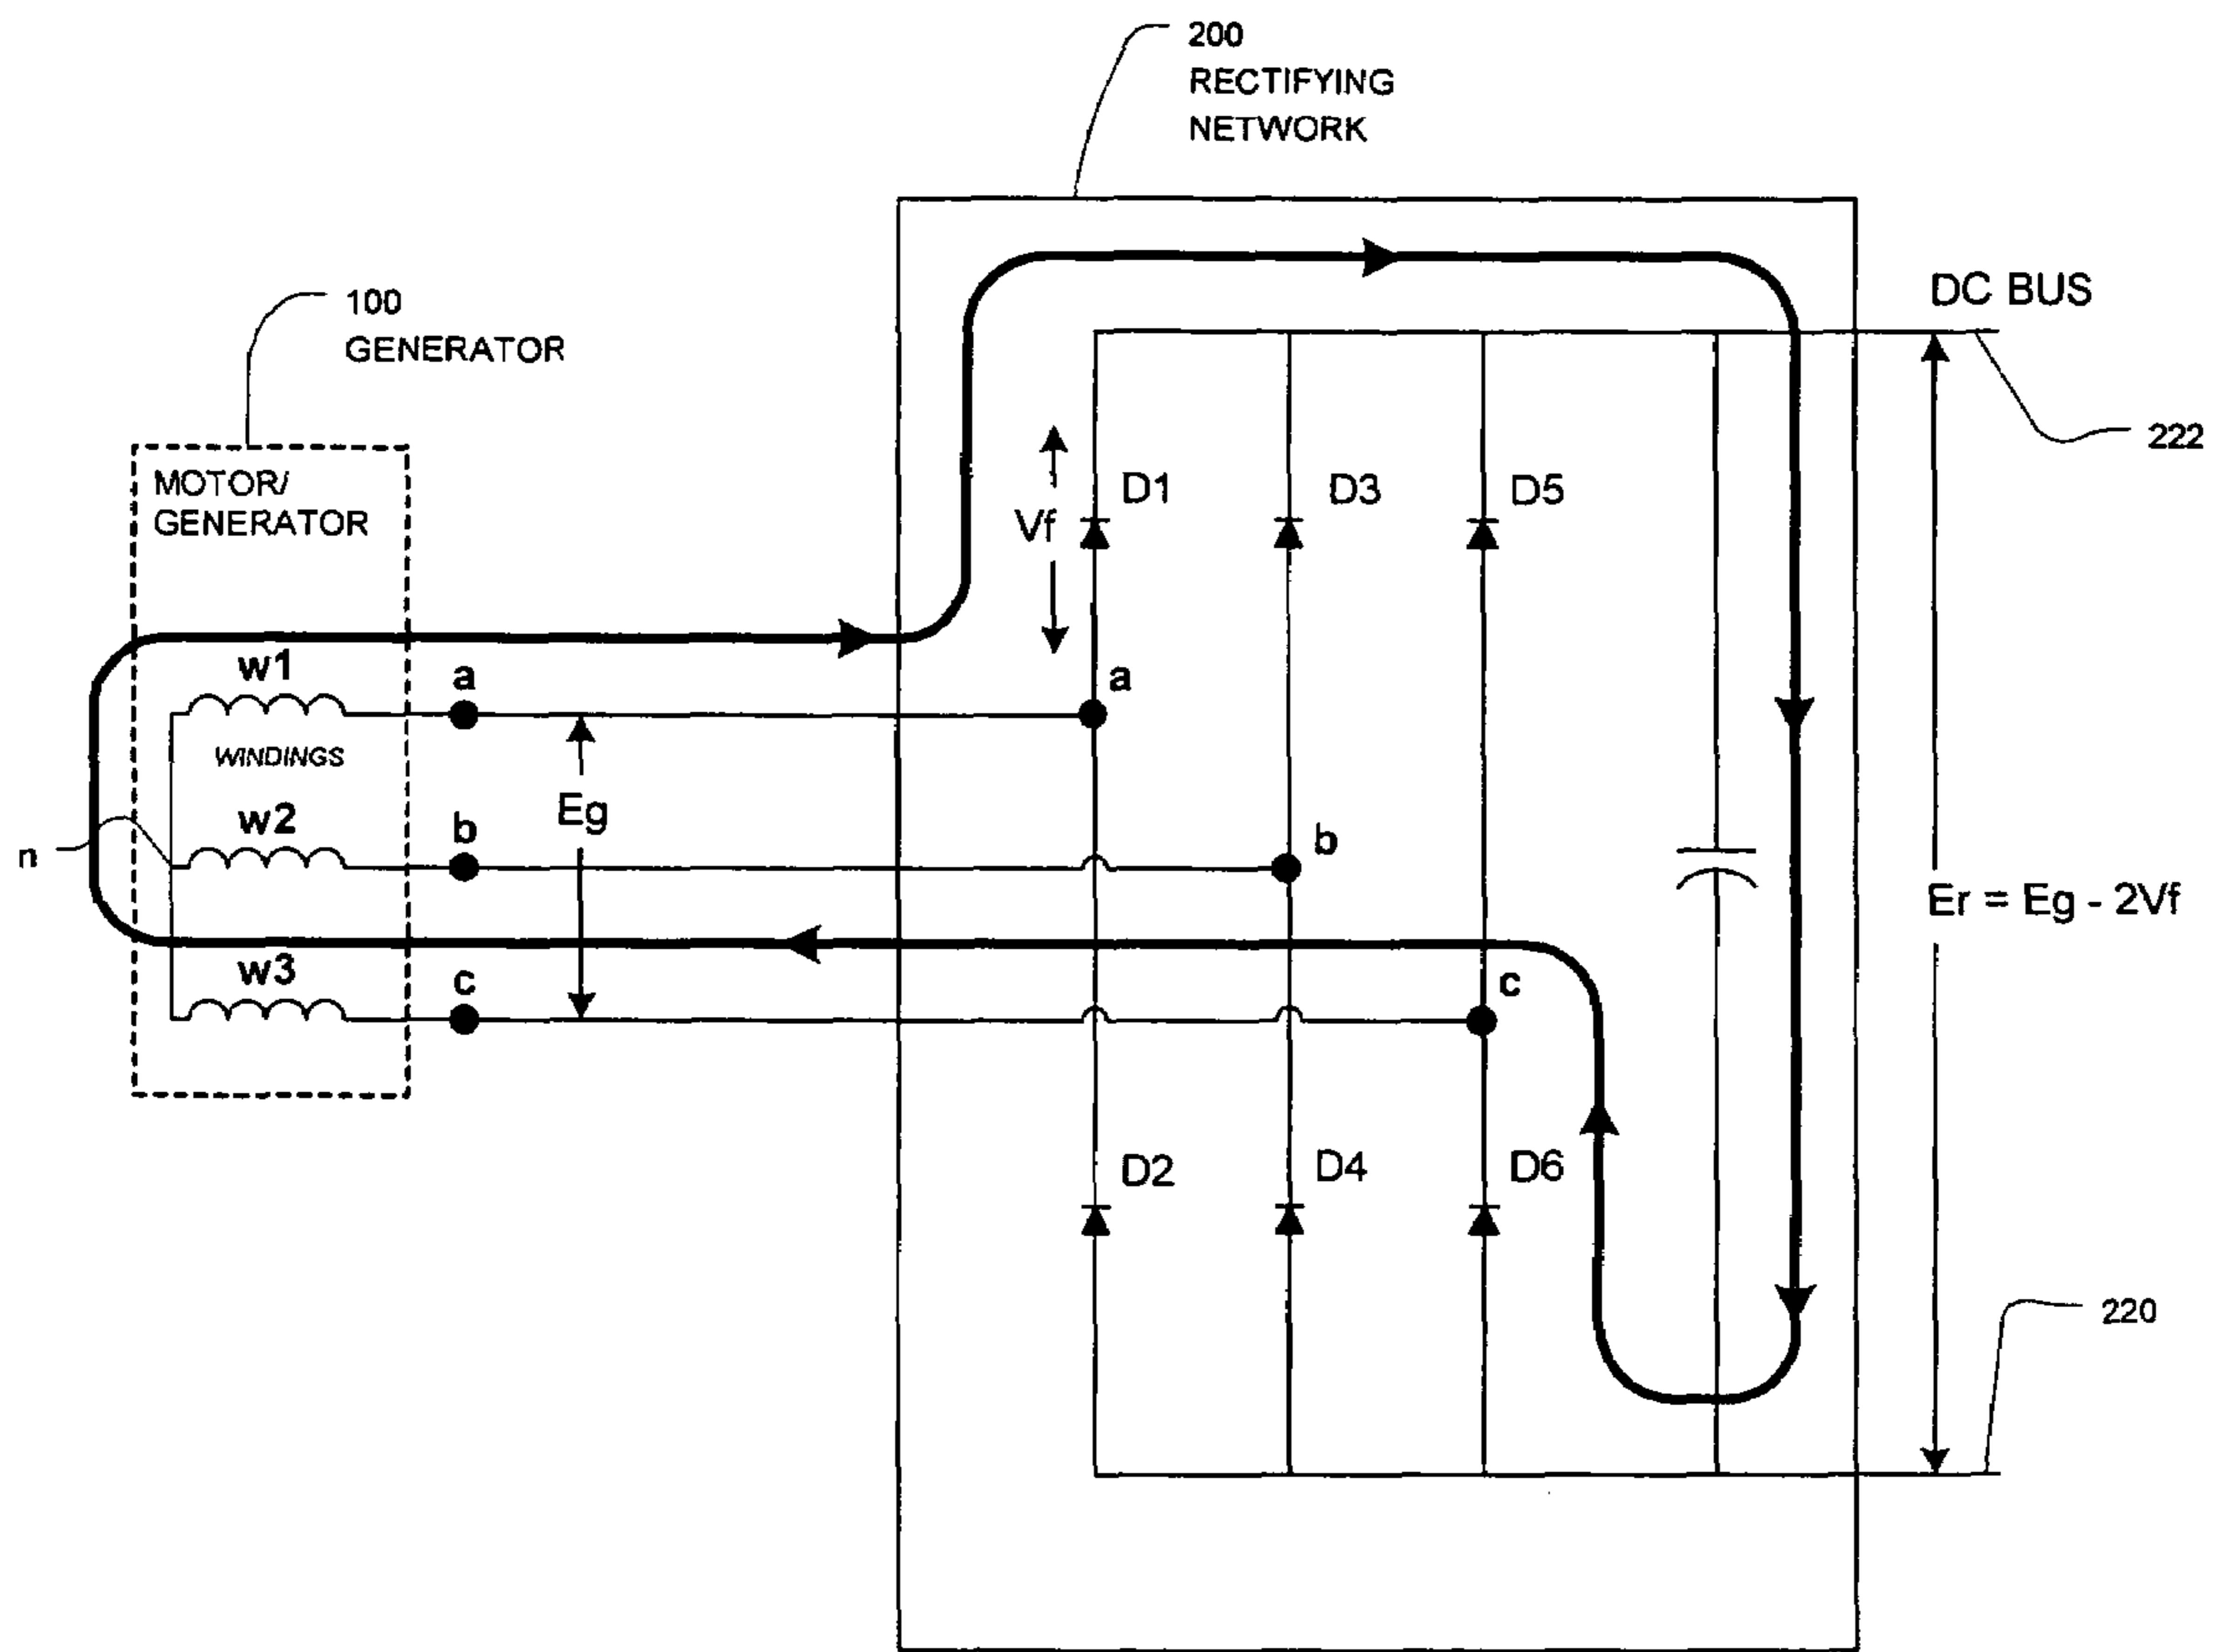 200
RECTIFYING
NETWORK
DC BUS
100
GENERATOR
222
MOTOR/
GENERATOR
D1
D3
D5
Vf
w1
a
a
WINDINGS
Eg
w2
b
b
n
Er = Eg - 2Vf
w3
c
c
D2
D4
D6
220